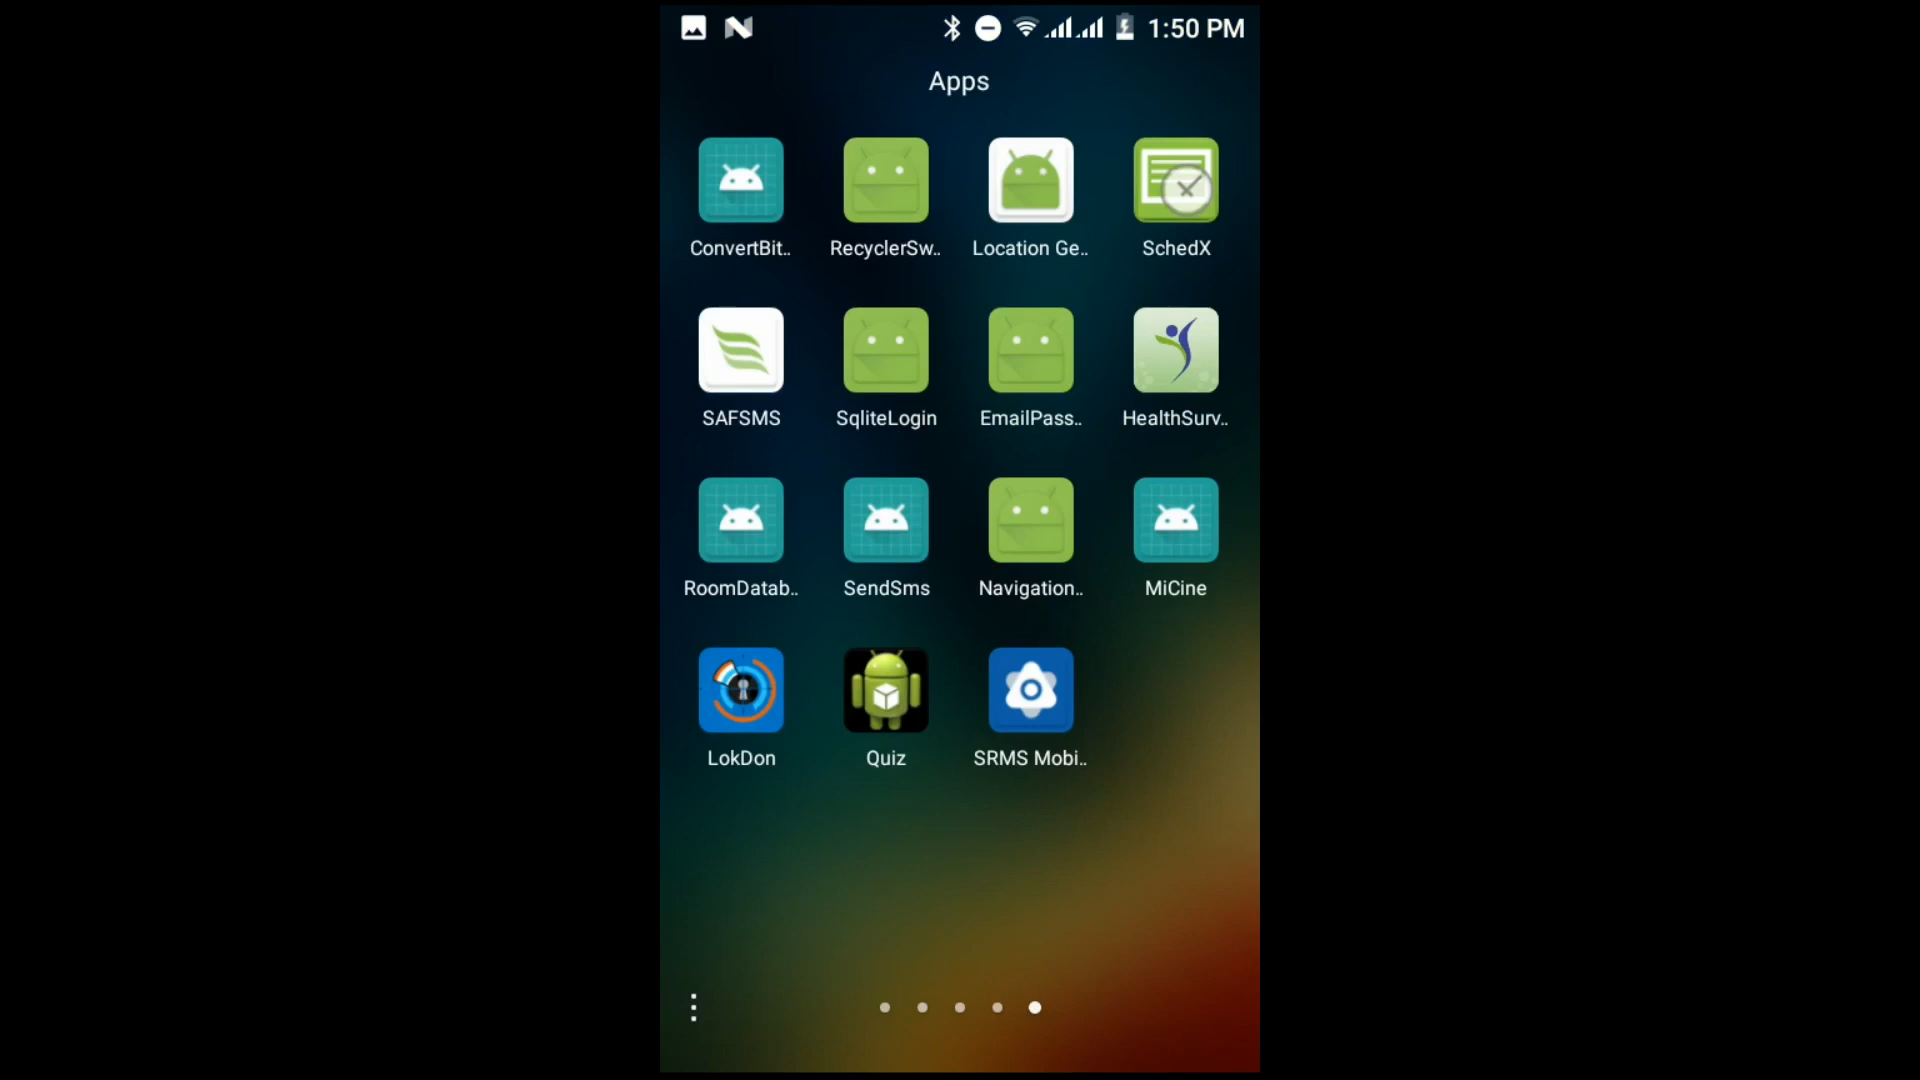 1:50 PM
Apps
ConvertBit..
RecyclerSw..
Location Ge..
SchedX
SAFSMS
SqliteLogin
EmailPass..
HealthSurv..
RoomDatab..
SendSms
Navigation..
MiCine
LokDon
Quiz
SRMS Mobi..